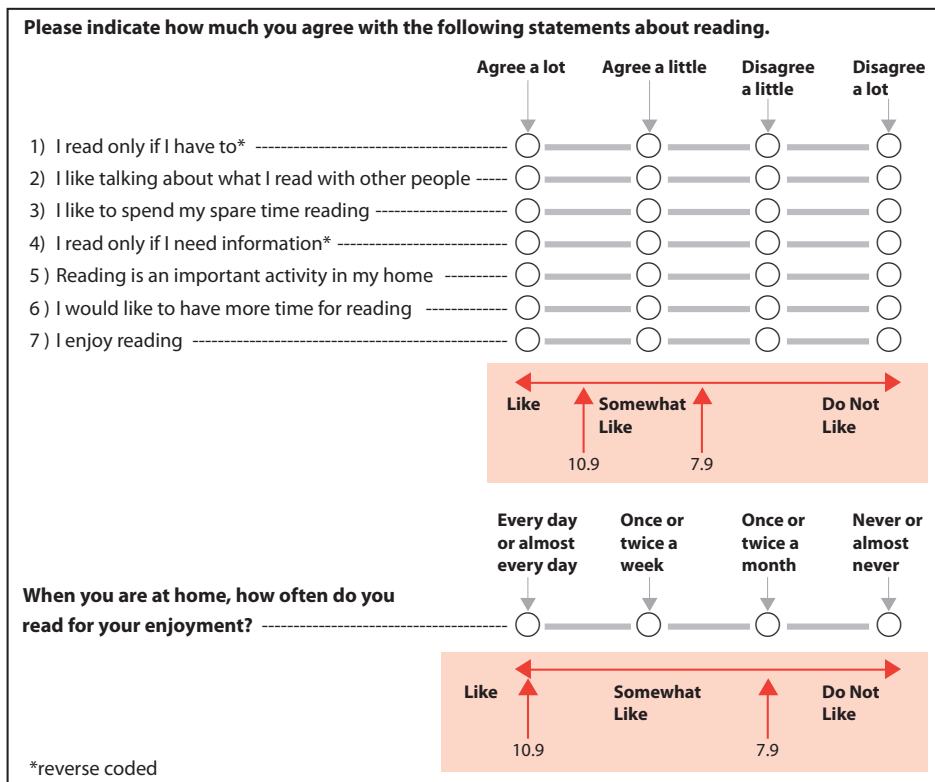 Please indicate how much you agree with the following statements about reading.
Agree a lot Agree a little Disagree a little Disagree a lot
1) I read only if I have to*
2) I like talking about what I read with other people
3) I like to spend my spare time reading
4) I read only if I need information*
5 ) Reading is an important activity in my home
6 ) I would like to have more time for reading
7 ) I enjoy reading
Like Somewhat Like Do Not Like
10.9 7.9
Every day or almost every day Once or twice a week Once or twice a month Never or almost never
When you are at home, how often do you
read for your enjoyment?
Like Somewhat Like Do Not Like
10.9 7.9
*reverse coded